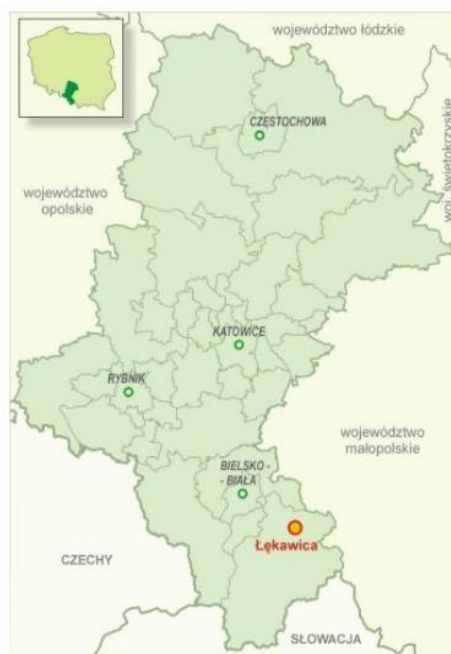 województwo łódzkie
CZĘSTOCHOWA
woj. świętokrzyskie
województwo
opolskie
KATOWICE
RYBNIK
województwo
małopolskie
BIELSKO -
- BIAŁA
Łękawica
CZECHY
SŁOWACJA